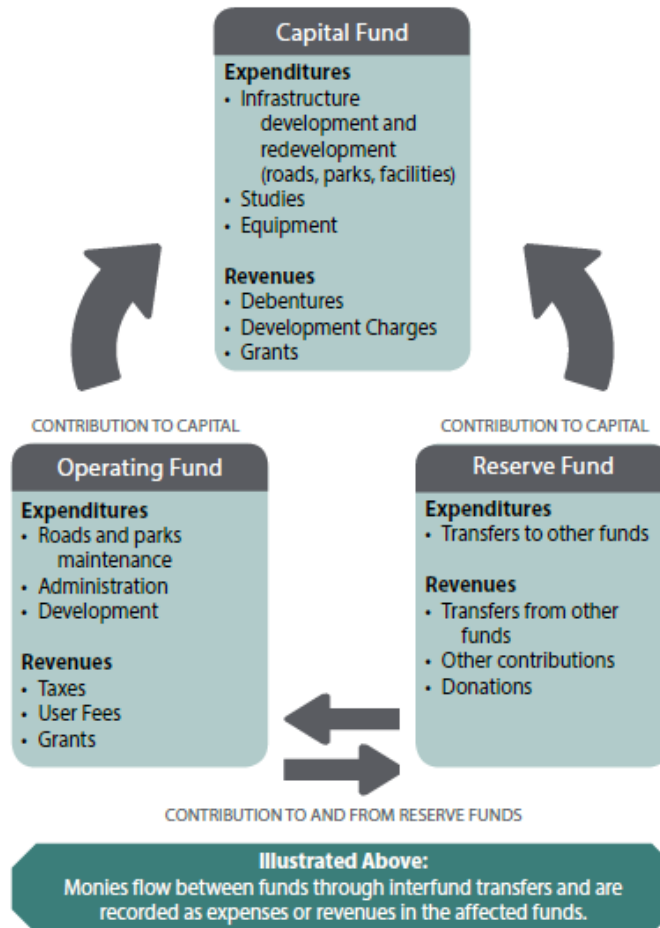 Capital Fund
Expenditures
• Infrastructure
development and
redevelopment
(roads, parks, facilities)
• Studies
• Equipment
Revenues
• Debentures
• Development Charges
• Grants
CONTRIBUTION TO CAPITAL
Operating Fund
Expenditures
• Roads and parks
maintenance
• Administration
• Development
Revenues
• Taxes
• User Fees
• Grants
CONTRIBUTION TO CAPITAL
Reserve Fund
Expenditures
• Transfers to other funds
Revenues
• Transfers from other
funds
• Other contributions
• Donations
CONTRIBUTION TO AND FROM RESERVE FUNDS
Illustrated Above:
Monies flow between funds through interfund transfers and are
recorded as expenses or revenues in the affected funds.